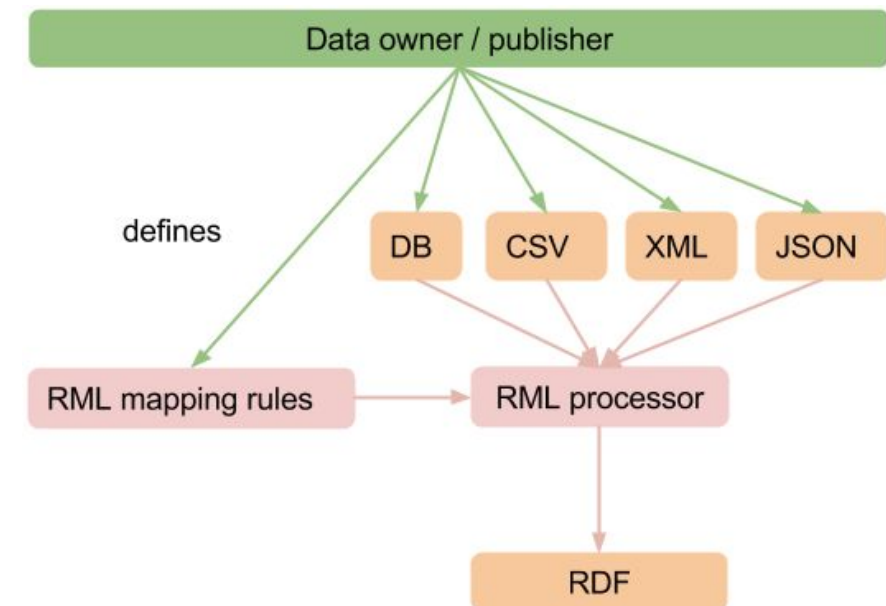 Data owner / publisher
defines
DB
CSV
XML
JSON
RML mapping rules
RML processor
RDF